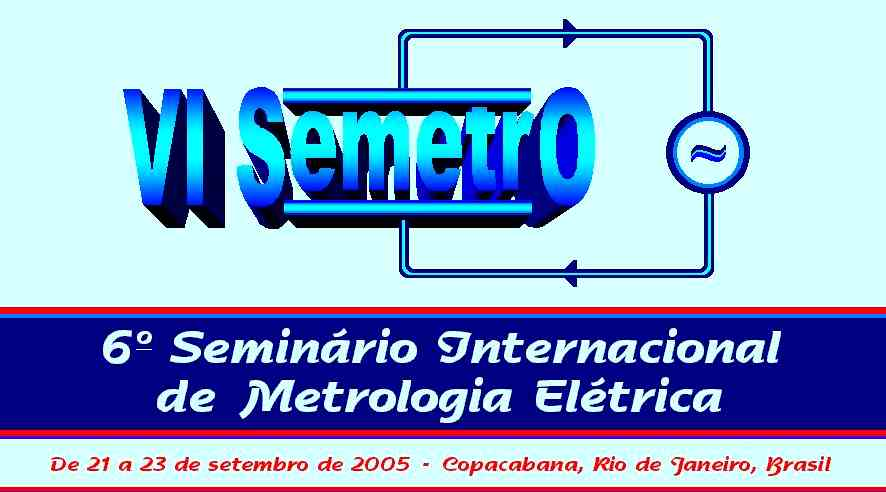 VI SemetrO
~
6º Seminário Internacional
de Metrologia Elétrica
De 21 a 23 de setembro de 2005 - Copacabana, Rio de Janeiro, Brasil